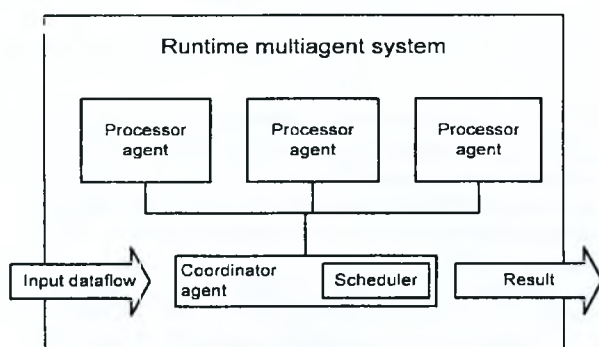 Runtime multiagent system
Processor
agent
Processor
agent
Processor
agent
Input dataflow
Coordinator
agent
Scheduler
Result